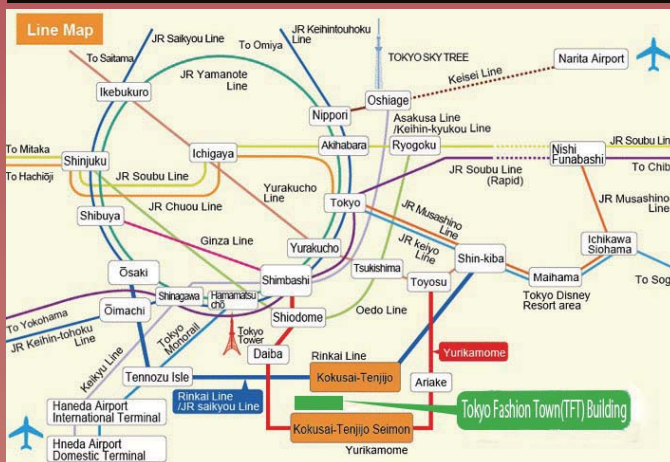 Line Map
JR Saikyou Line
JR Keihintouhoku
Line
To Saitama
To Omiya
TOKYO SKY TREE
Narita Airport
JR Yamanote
Line
Keisei Line
Ikebukuro
Oshiage
Nippori
Asakusa Line
/Keihin-kyukou Line
To Mitaka
Ichigaya
Akihabara
Ryogoku
Nishi
Funabashi
JR Soubu Line
Shinjuku
To Chib
To Hachiōji
JR Soubu Line
JR Soubu Line
(Rapid)
JR Chuou Line
Yurakucho
Line
Tokyo
JR Musashino
Line
JR Musashino
Line
Shibuya
Ginza Line
JR keiyo
Line
Yurakucho
Shin-kiba
Ichikawa
Siohama
Ōsaki
Shimbashi
Tsukishima
Toyosu
Maihama
To Sog
Shinagawa
Hamamatsu
chō
Tokyo Disney
Resort area
Ōimachi
Shiodome
Oedo Line
To Yokohama
JR Keihin-tohoku
Line
Tokyo
Monorail
Tokyo
Tower
Keikyu Line
Daiba
Rinkai Line
Yurikamome
Tennozu Isle
Kokusai-Tenjijo
Ariake
Rinkai Line
/JR saikyou Line
Haneda Airport
International Terminal
Tokyo Fashion Town(TFT) Building
Kokusai-Tenjijo Seimon
Hneda Airport
Domestic Terminal
Yurikamome